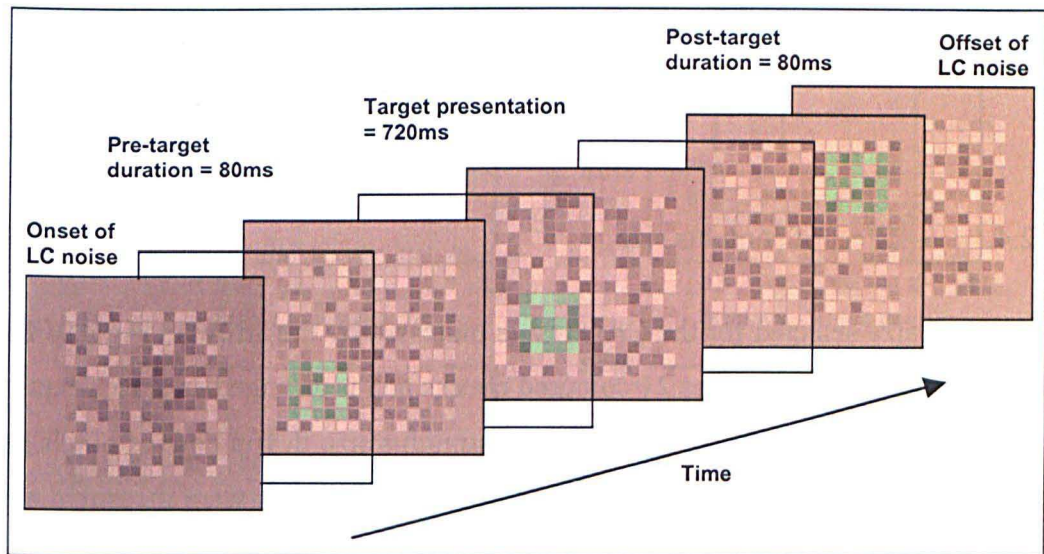 Onset of
LC noise
Pre-target
duration = 80ms
Target presentation
= 720ms
Post-target
duration = 80ms
Offset of
LC noise
Time